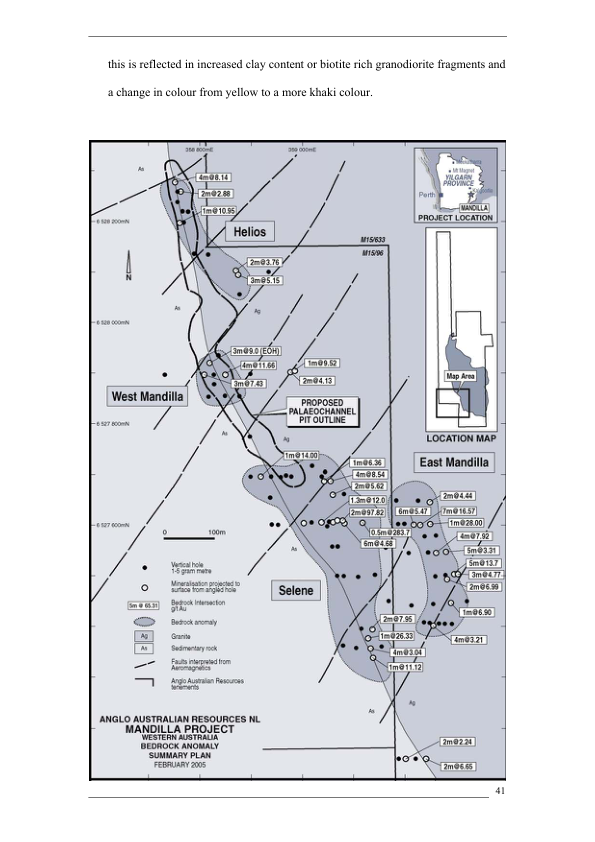 this is reflected in increased clay content or biotite rich granodiorite fragments and
a change in colour from yellow to a more khaki colour.
358 800mE
359 000mE
As
4m@8.14
2m@2.88
1m@10.95
6 528 200mN
Helios
M15/633
M15/96
2m@3.76
3m@5.15
N
As
Ag
6 528 000mN
3m@9.0 (EOH)
4m@11.66
3m@7.43
1m@9.52
2m@4.13
West Mandilla
PROPOSED
PALAEOCHANNEL
PIT OUTLINE
6 527 800mN
As
Ag
1m@14.00
1m@6.36
4m@8.54
2m@5.62
1.3m@12.0
2m@97.82
0.5m@283.7
6m@4.68
6 527 600mN
East Mandilla
2m@4.44
6m@5.47
7m@16.57
1m@28.00
4m@7.92
5m@3.31
5m@13.7
3m@4.77
2m@6.99
1m@6.90
4m@3.21
0
100m
As
Selene
2m@7.95
1m@26.33
4m@3.04
1m@11.12
Vertical hole
1-5 gram metre
Mineralisation projected to
surface from angled hole
5m @ 65.31
Bedrock Intersection
g/t Au
Bedrock anomaly
Ag
Granite
As
Sedimentary rock
Faults interpreted from
Aeromagnetics
Anglo Australian Resources
tenements
As
Ag
ANGLO AUSTRALIAN RESOURCES NL
MANDILLA PROJECT
WESTERN AUSTRALIA
BEDROCK ANOMALY
SUMMARY PLAN
FEBRUARY 2005
2m@2.24
2m@6.65
Mt Magnet
YILGARN
PROVINCE
Perth
MANDILLA
PROJECT LOCATION
Map Area
LOCATION MAP
41